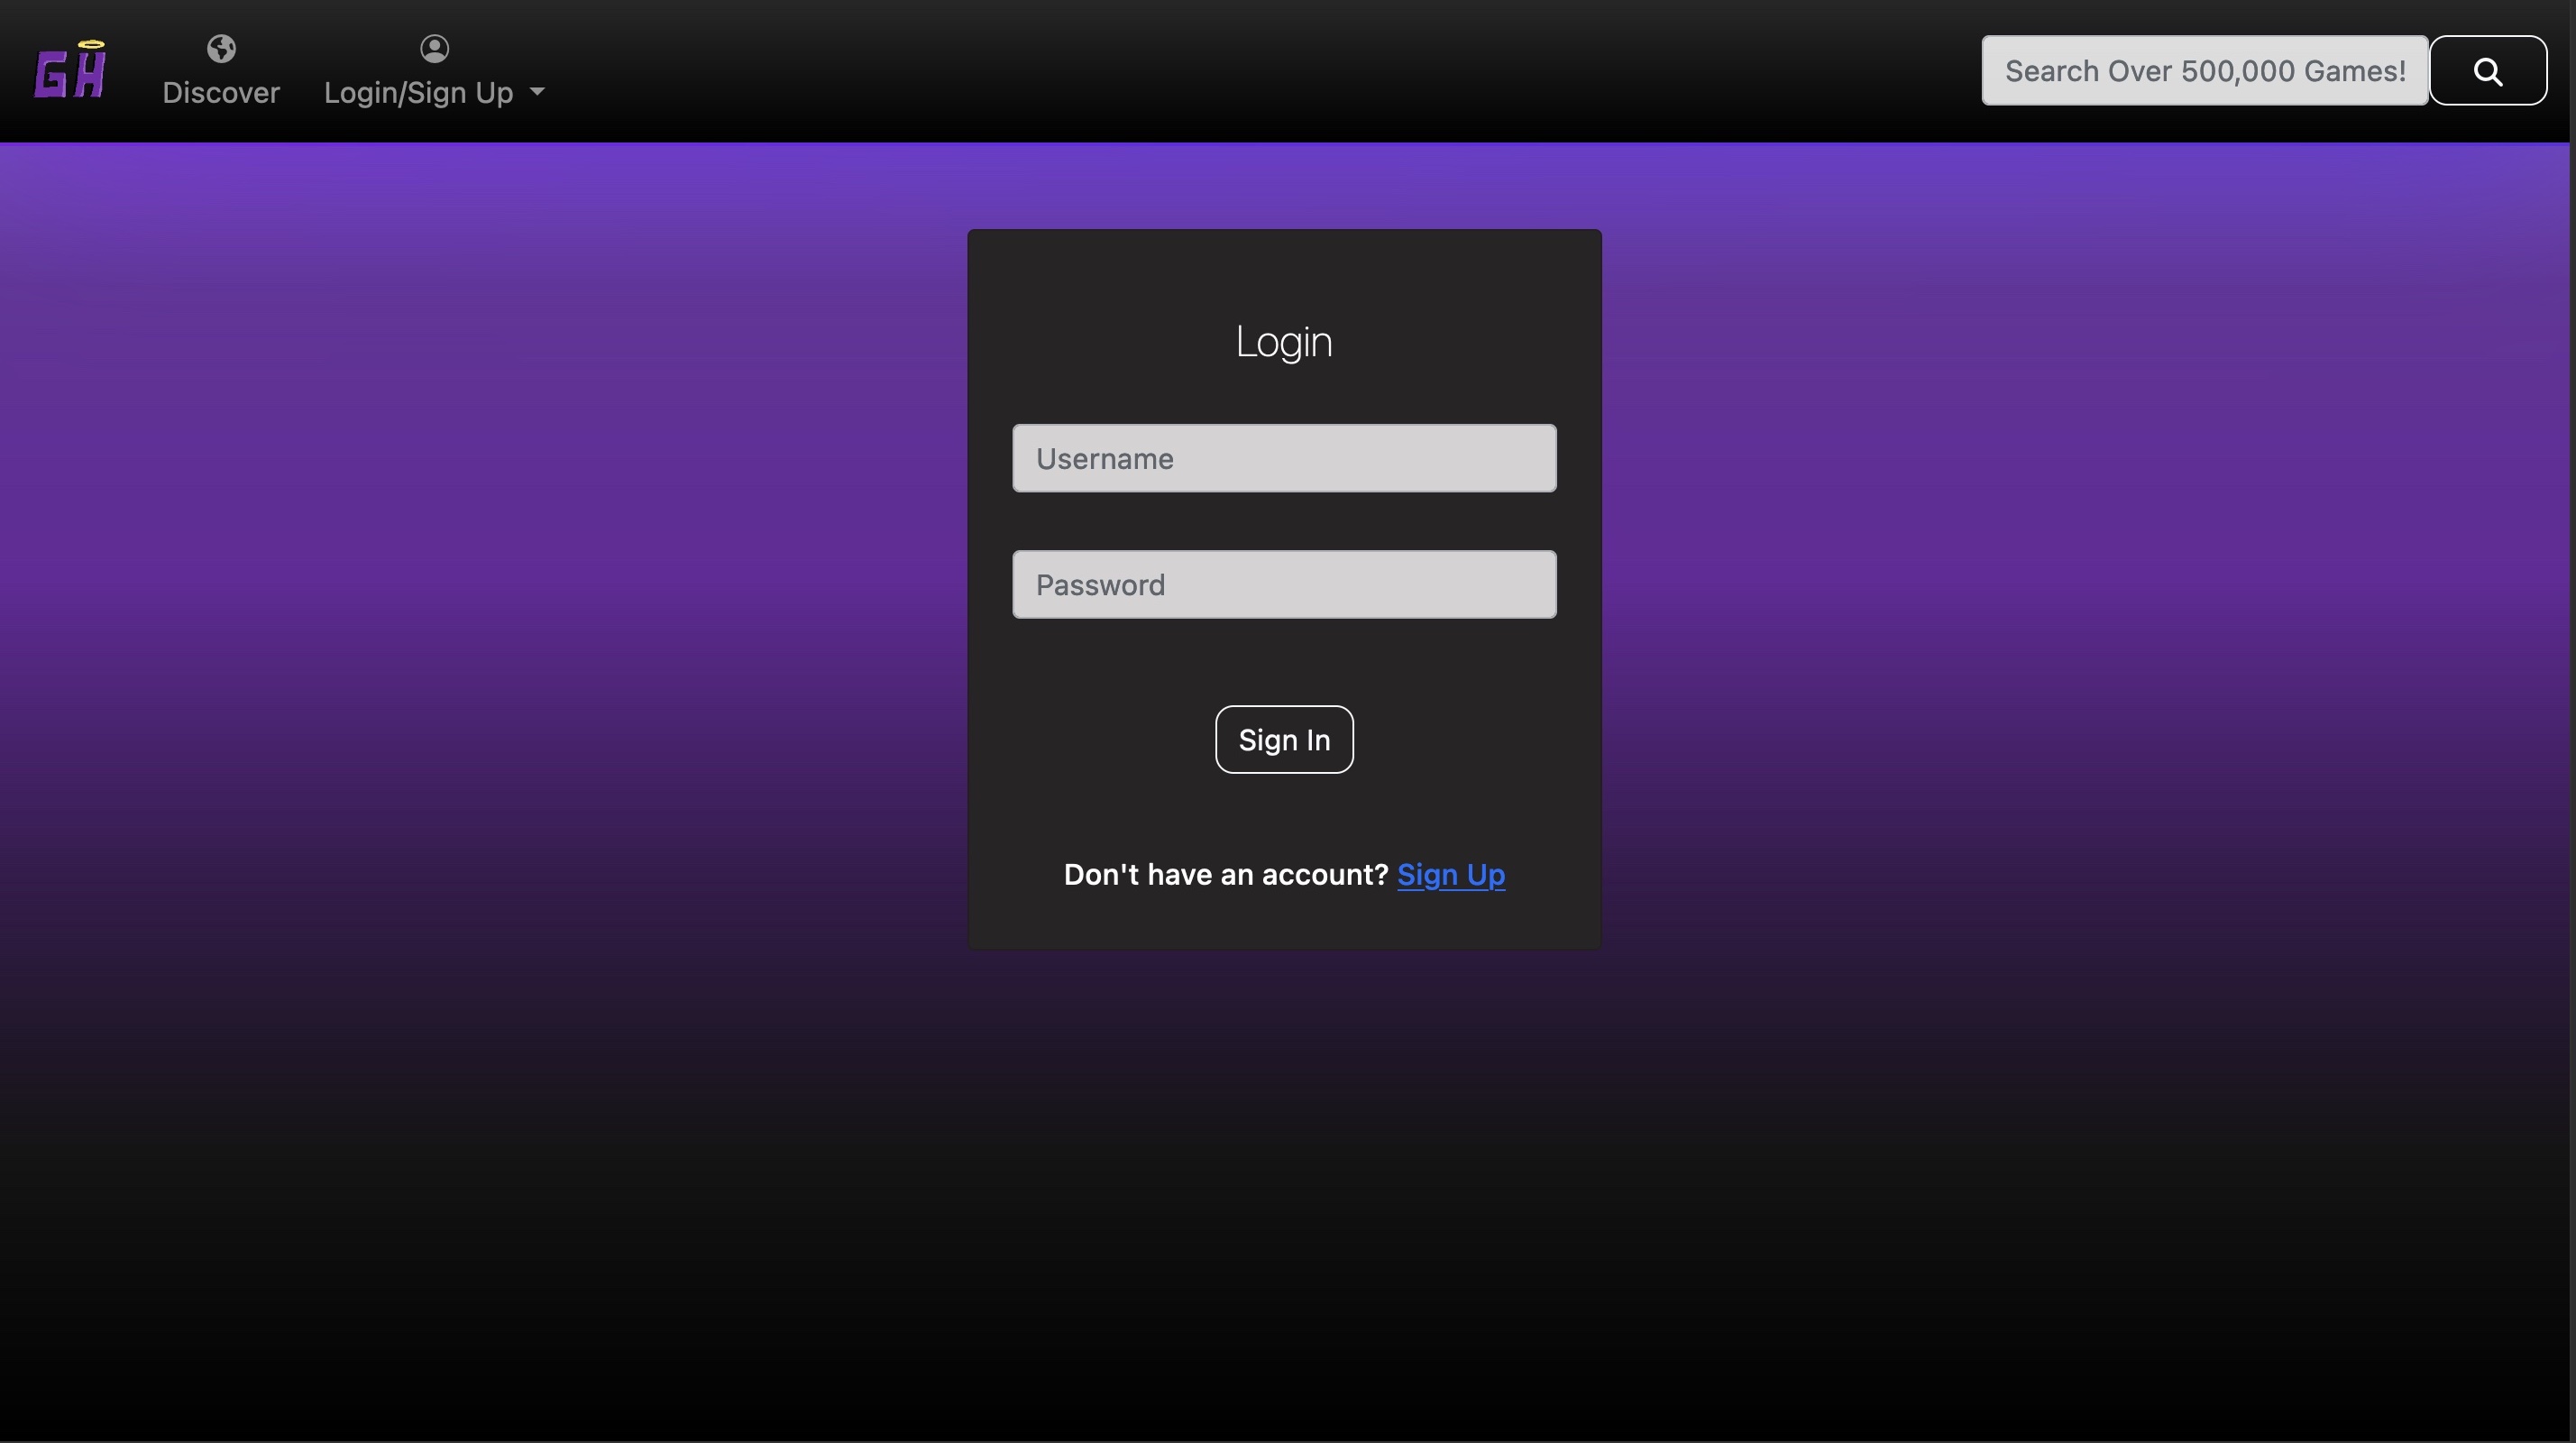 GH
Discover
Login/Sign Up
Search Over 500,000 Games!
Login
Username
Password
Sign In
Don't have an account? Sign Up